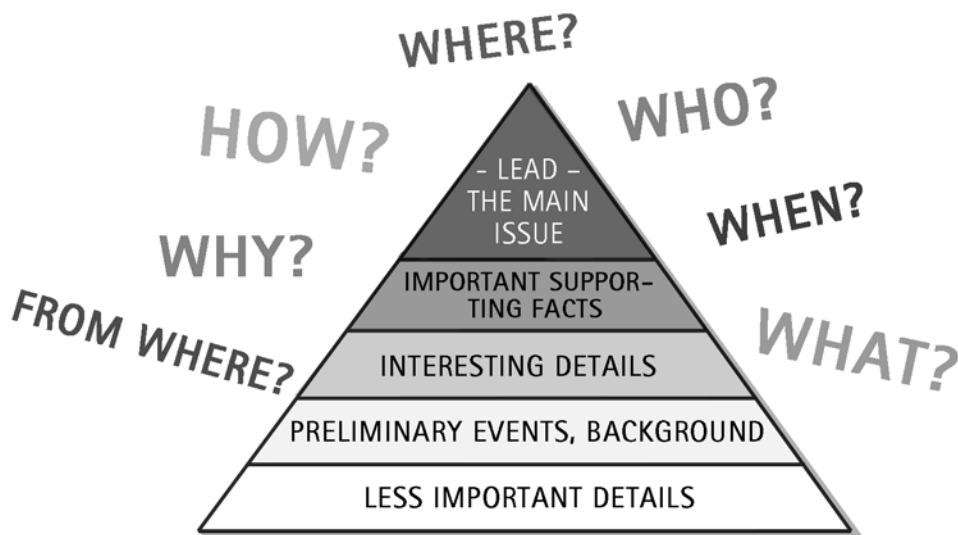 WHERE?
HOW?
WHO?
- LEAD –
THE MAIN
ISSUE
WHEN?
WHY?
IMPORTANT SUPPOR-
TING FACTS
FROM WHERE?
WHAT?
INTERESTING DETAILS
PRELIMINARY EVENTS, BACKGROUND
LESS IMPORTANT DETAILS